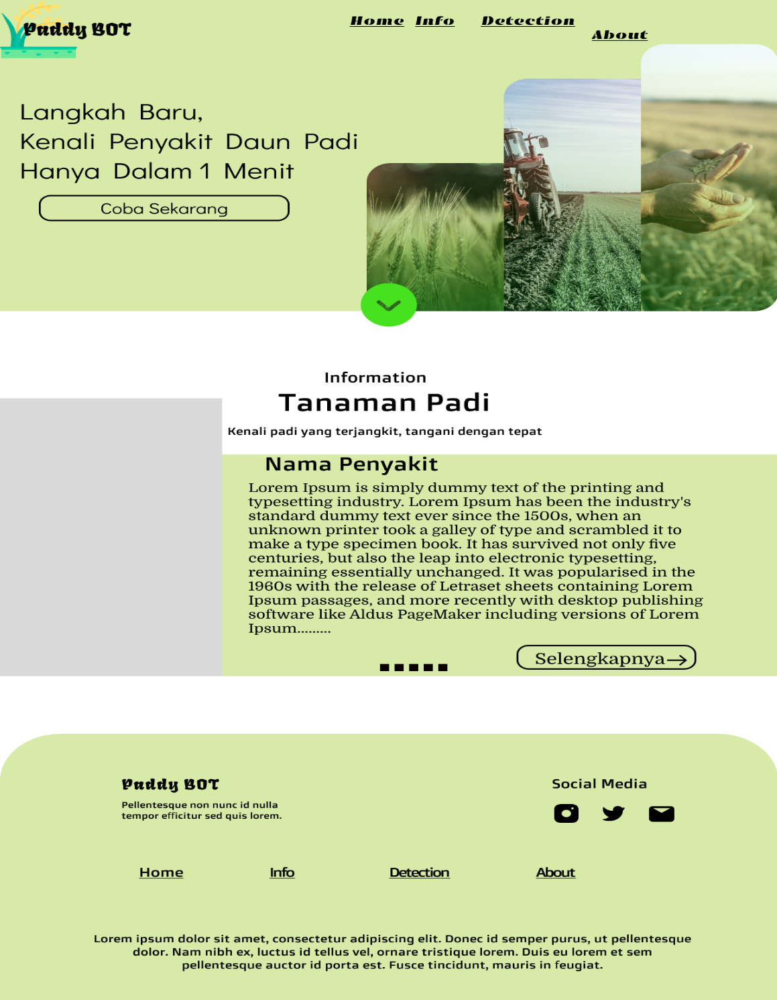 Paddy BOT
Home
Info
Detection
About
Langkah Baru,
Kenali Penyakit Daun Padi
Hanya Dalam 1 Menit
Coba Sekarang
Information
Tanaman Padi
Kenali padi yang terjangkit, tangani dengan tepat
Nama Penyakit
Lorem Ipsum is simply dummy text of the printing and
typesetting industry. Lorem Ipsum has been the industry's
standard dummy text ever since the 1500s, when an
unknown printer took a galley of type and scrambled it to
make a type specimen book. It has survived not only five
centuries, but also the leap into electronic typesetting,
remaining essentially unchanged. It was popularised in the
1960s with the release of Letraset sheets containing Lorem
Ipsum passages, and more recently with desktop publishing
software like Aldus PageMaker including versions of Lorem
Ipsum.........
Selengkapnya
Paddy BOT
Pellentesque non nunc id nulla
tempor efficitur sed quis lorem.
Social Media
Home
Info
Detection
About
Lorem ipsum dolor sit amet, consectetur adipiscing elit. Donec id semper purus, ut pellentesque
dolor. Nam nibh ex, luctus id tellus vel, ornare tristique lorem. Duis eu lorem et sem
pellentesque auctor id porta est. Fusce tincidunt, mauris in feugiat.